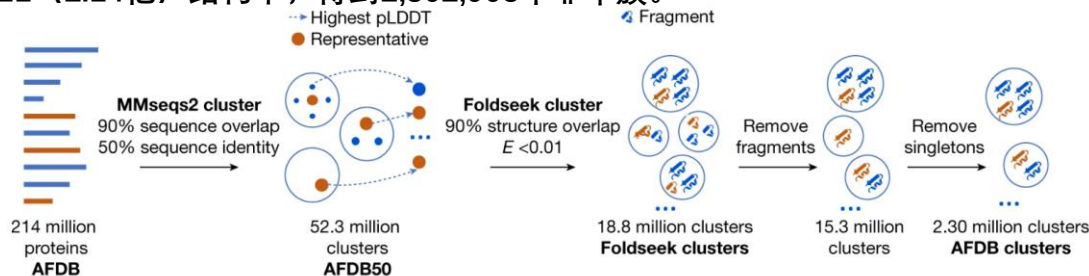 Highest pLDDT
Representative
Fragment
MMseqs2 cluster
90% sequence overlap
50% sequence identity
Foldseek cluster
90% structure overlap
E <0.01
Remove
fragments
Remove
singletons
214 million
proteins
AFDB
52.3 million
clusters
AFDB50
18.8 million clusters
Foldseek clusters
15.3 million
clusters
2.30 million clusters
AFDB clusters